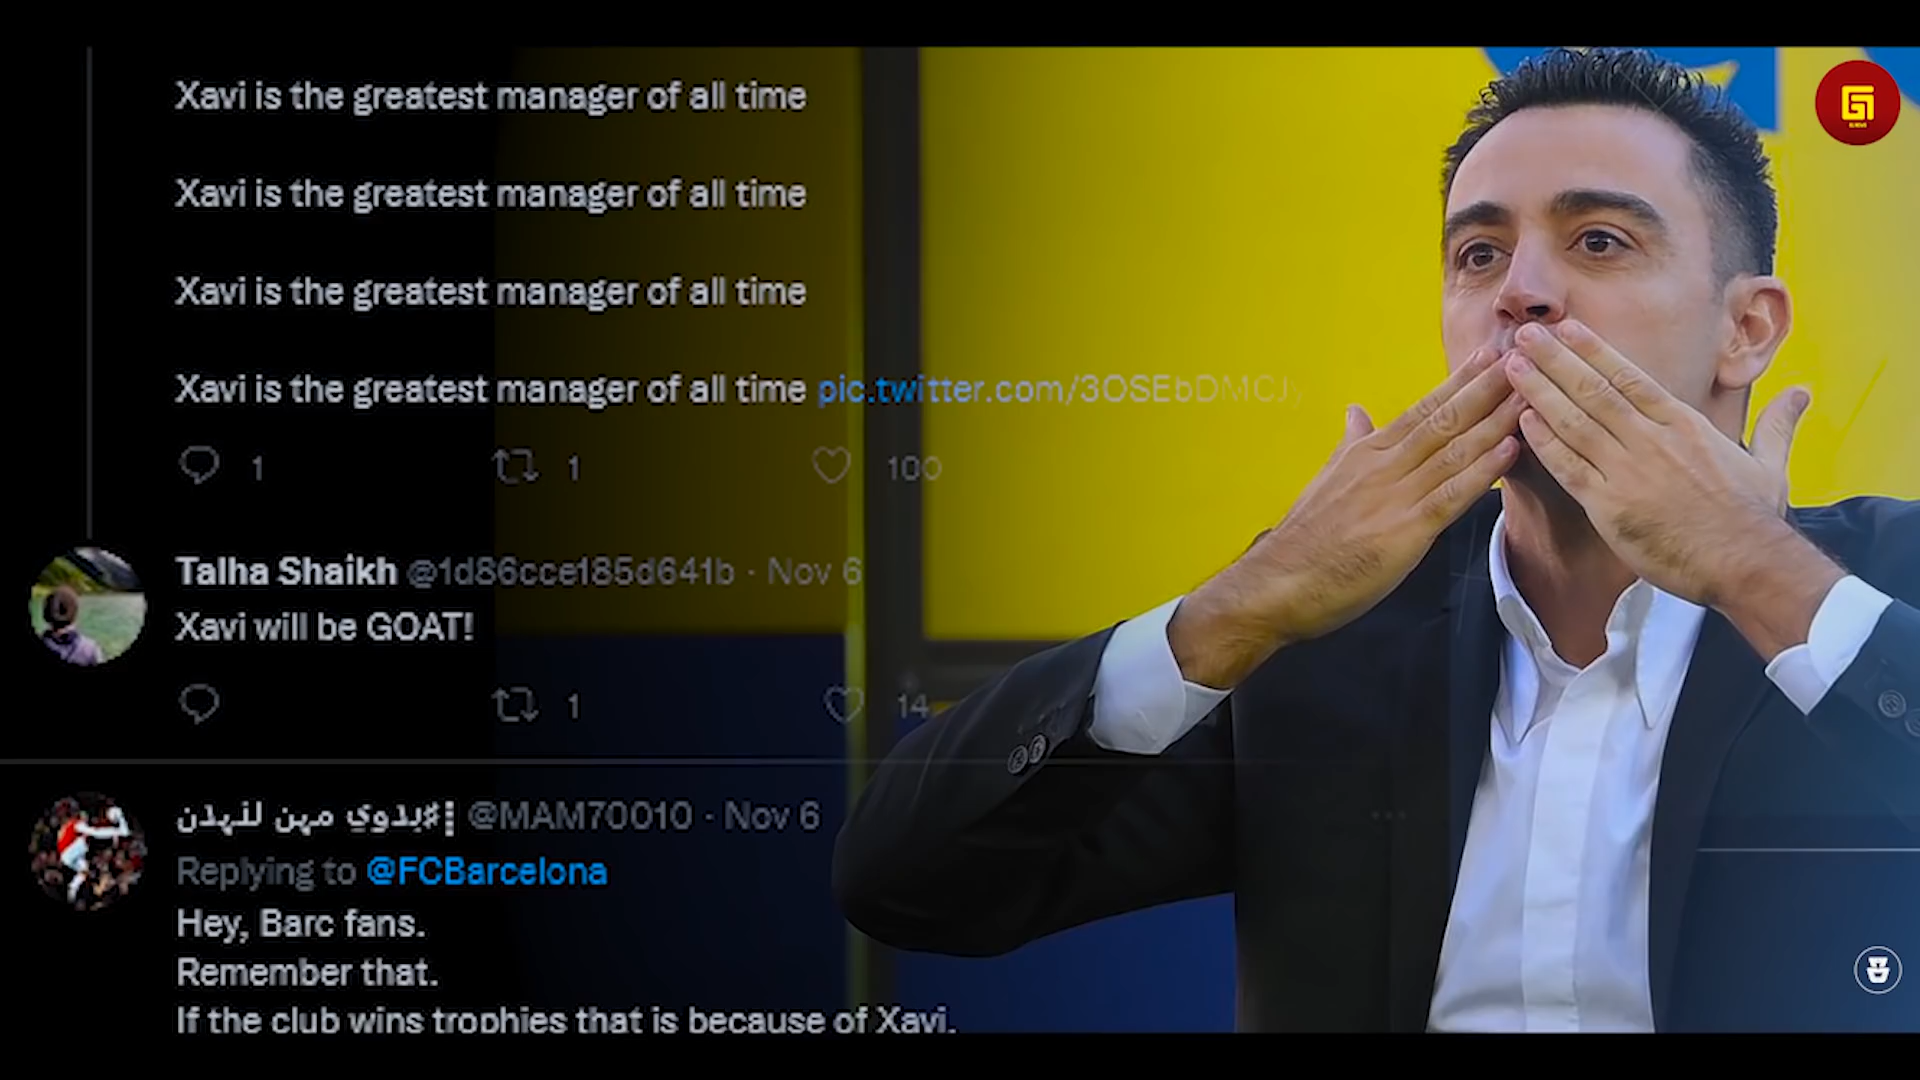 Xavi is the greatest manager of all time
Xavi is the greatest manager of all time
Xavi is the greatest manager of all time
Xavi is the greatest manager of all time pic.twitter.com/3OSEbDMCJ
1 1 100
Talha Shaikh @1d86cce185d641b · Nov 6
Xavi will be GOAT!
1 14
@MAM70010 · Nov 6
Replying to @FCBarcelona
Hey, Barc fans.
Remember that.
If the club wins trophies that is because of Xavi.